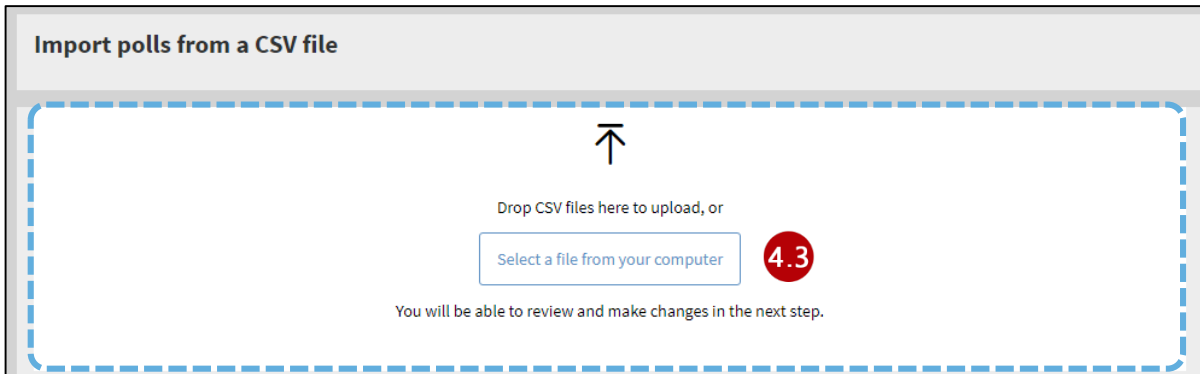 Import polls from a CSV file
Drop CSV files here to upload, or
Select a file from your computer
4.3
You will be able to review and make changes in the next step.